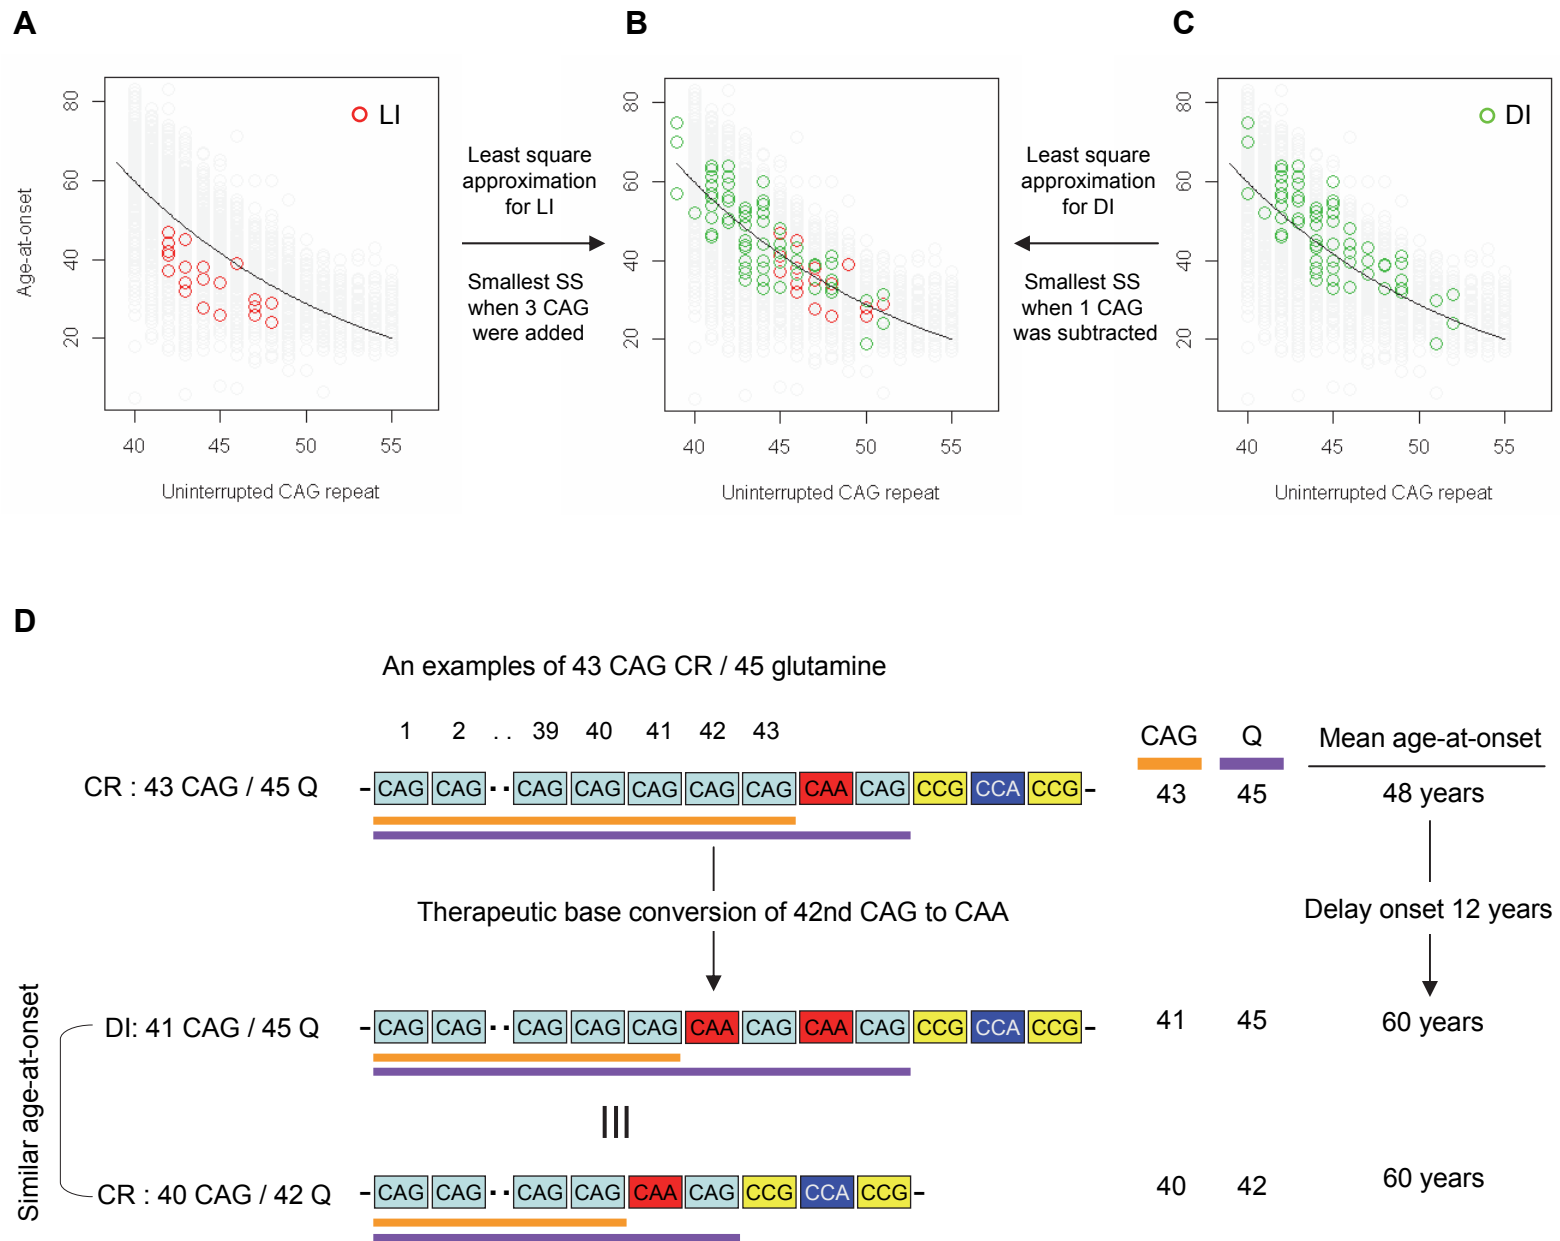 A
B
C
80
60
40
20
Age-at-onset
LI
40 45 50 55
Uninterrupted CAG repeat
Least square
approximation
for LI
Smallest SS
when 3 CAG
were added
80
60
40
20
40 45 50 55
Uninterrupted CAG repeat
Least square
approximation
for DI
Smallest SS
when 1 CAG
was subtracted
80
60
40
20
DI
40 45 50 55
Uninterrupted CAG repeat
D
An examples of 43 CAG CR / 45 glutamine
1 2 . . 39 40 41 42 43
CAG Q Mean age-at-onset
CR : 43 CAG / 45 Q -CAG CAG ·· CAG CAG CAG CAG CAG CAA CAG CCG CCA CCG- 43 45 48 years
Therapeutic base conversion of 42nd CAG to CAA
Delay onset 12 years
Similar age-at-onset
DI: 41 CAG / 45 Q -CAG CAG ·· CAG CAG CAG CAA CAG CAA CAG CCG CCA CCG- 41 45 60 years
CR : 40 CAG / 42 Q -CAG CAG ·· CAG CAG CAA CAG CCG CCA CCG- 40 42 60 years